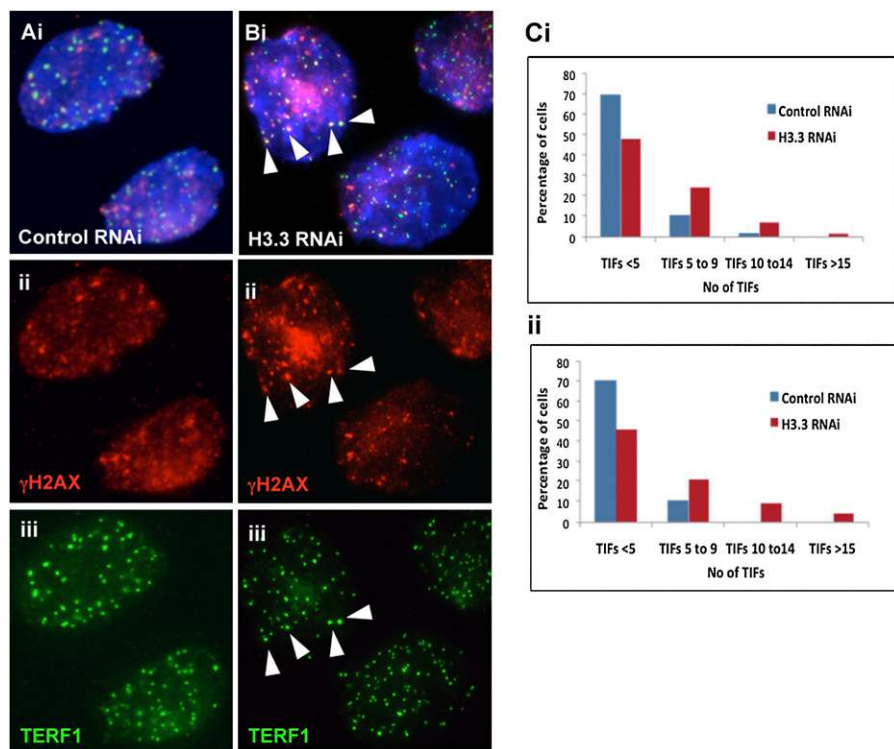 Ai
Control RNAi
ii
γH2AX
iii
TERF1
Bi
H3.3 RNAi
ii
γH2AX
iii
TERF1
Ci
Percentage of cells
80
70
60
50
40
30
20
10
0
Control RNAi
H3.3 RNAi
TIFs <5 TIFs 5 to 9 TIFs 10 to14 TIFs >15
No of TIFs
ii
Percentage of cells
80
70
60
50
40
30
20
10
0
Control RNAi
H3.3 RNAi
TIFs <5 TIFs 5 to 9 TIFs 10 to14 TIFs >15
No of TIFs